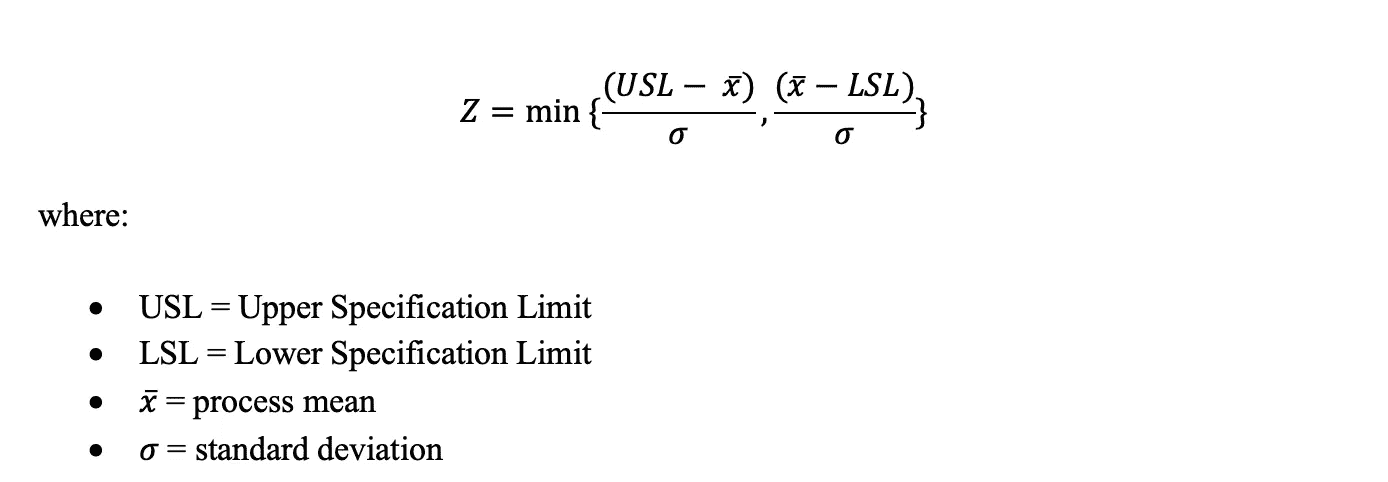 Z = min {(USL − x̄)/σ, (x̄ − LSL)/σ}
where:
• USL = Upper Specification Limit
• LSL = Lower Specification Limit
• x̄ = process mean
• σ = standard deviation